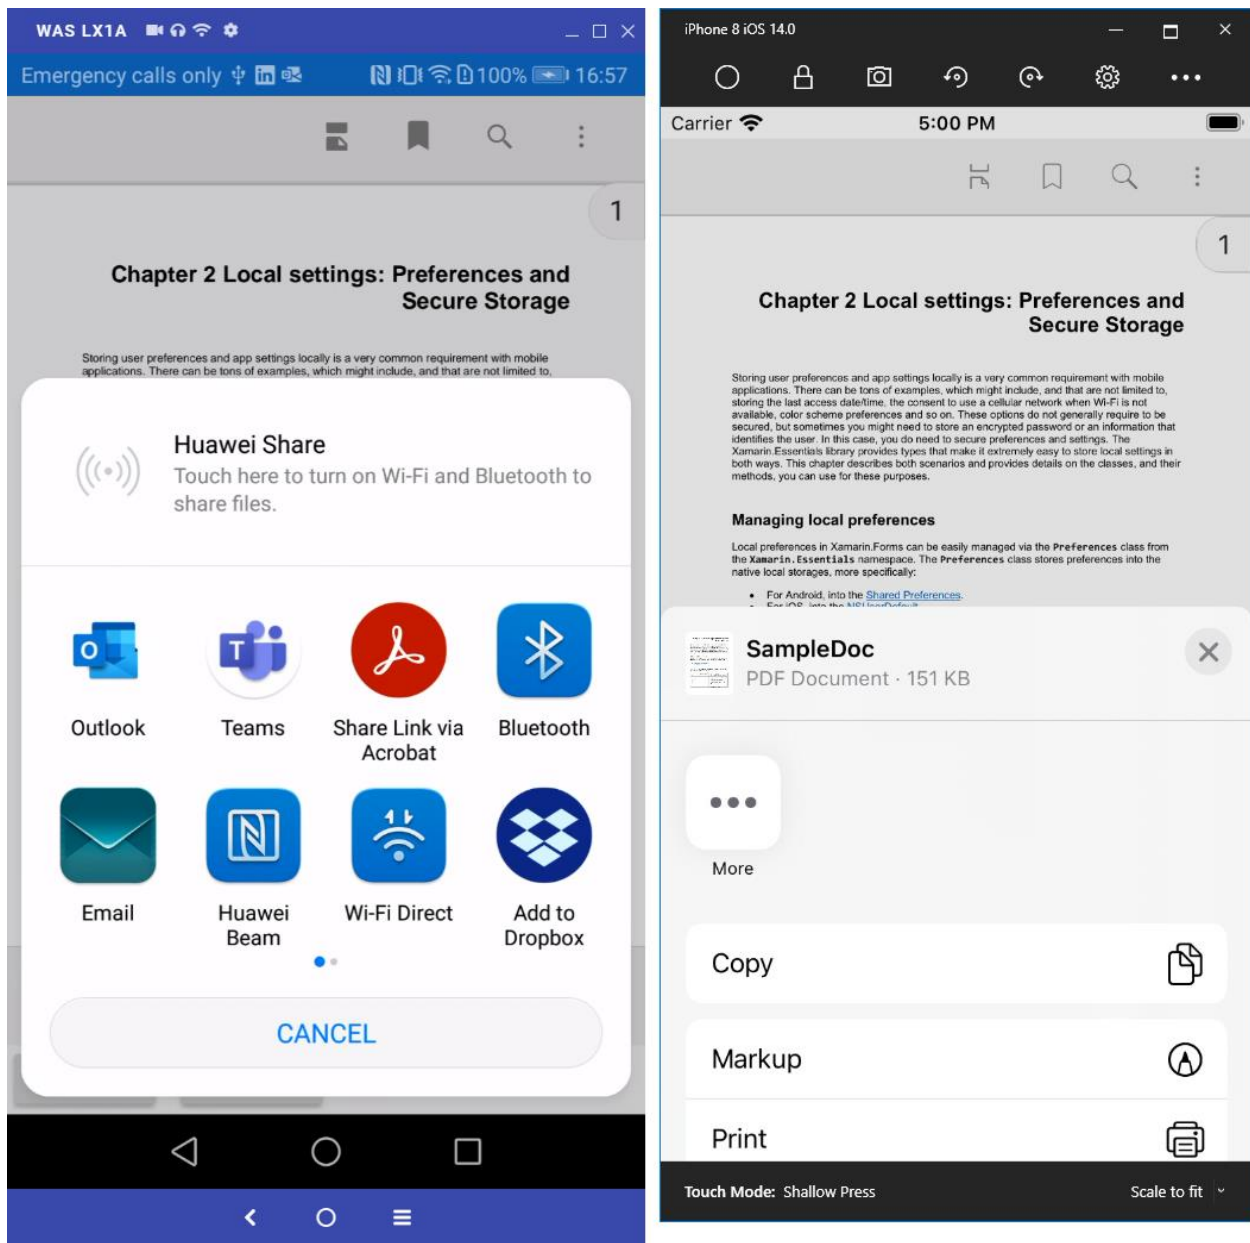 WAS LX1A
Emergency calls only
100%
16:57
1
Chapter 2 Local settings: Preferences and
Secure Storage
Storing user preferences and app settings locally is a very common requirement with mobile
applications. There can be tons of examples, which might include, and that are not limited to,
Huawei Share
Touch here to turn on Wi-Fi and Bluetooth to
share files.
Outlook
Teams
Share Link via
Acrobat
Bluetooth
Email
Huawei
Beam
Wi-Fi Direct
Add to
Dropbox
CANCEL
iPhone 8 iOS 14.0
Carrier
5:00 PM
1
Chapter 2 Local settings: Preferences and
Secure Storage
Storing user preferences and app settings locally is a very common requirement with mobile
applications. There can be tons of examples, which might include, and that are not limited to,
storing the last access date/time, the consent to use a cellular network when Wi-Fi is not
available, color scheme preferences and so on. These options do not generally require to be
secured, but sometimes you might need to store an encrypted password or an information that
identifies the user. In this case, you do need to secure preferences and settings. The
Xamarin.Essentials library provides types that make it extremely easy to store local settings in
both ways. This chapter describes both scenarios and provides details on the classes, and their
methods, you can use for these purposes.
Managing local preferences
Local preferences in Xamarin.Forms can be easily managed via the Preferences class from
the Xamarin.Essentials namespace. The Preferences class stores preferences into the
native local storages, more specifically:
• For Android, into the Shared Preferences.
• For iOS, into the NSUserDefault
SampleDoc
PDF Document · 151 KB
More
Copy
Markup
Print
Touch Mode: Shallow Press
Scale to fit